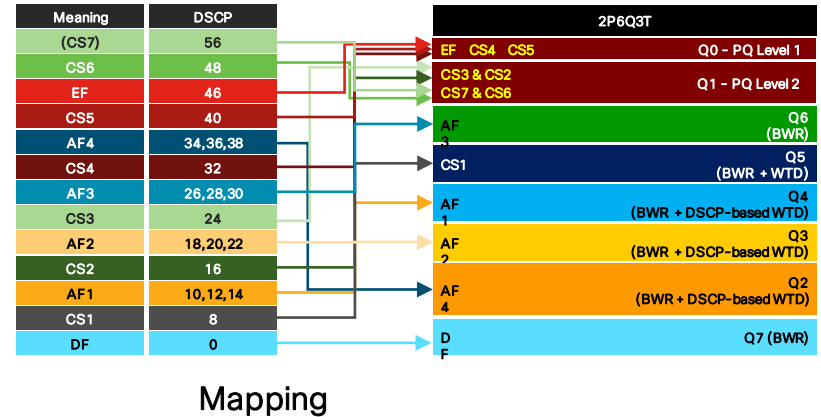 Meaning DSCP 2P6Q3T
(CS7) 56
CS6 48
EF 46
CS5 40
AF4 34,36,38
CS4 32
AF3 26,28,30
CS3 24
AF2 18,20,22
CS2 16
AF1 10,12,14
CS1 8
DF 0
EF CS4 CS5 Q0 - PQ Level 1
CS3 & CS2
CS7 & CS6
Q1 - PQ Level 2
AF
3
Q6
(BWR)
CS1
Q5
(BWR + WTD)
AF
1
Q4
(BWR + DSCP-based WTD)
AF
2
Q3
(BWR + DSCP-based WTD)
AF
4
Q2
(BWR + DSCP-based WTD)
D
F
Q7 (BWR)
Mapping